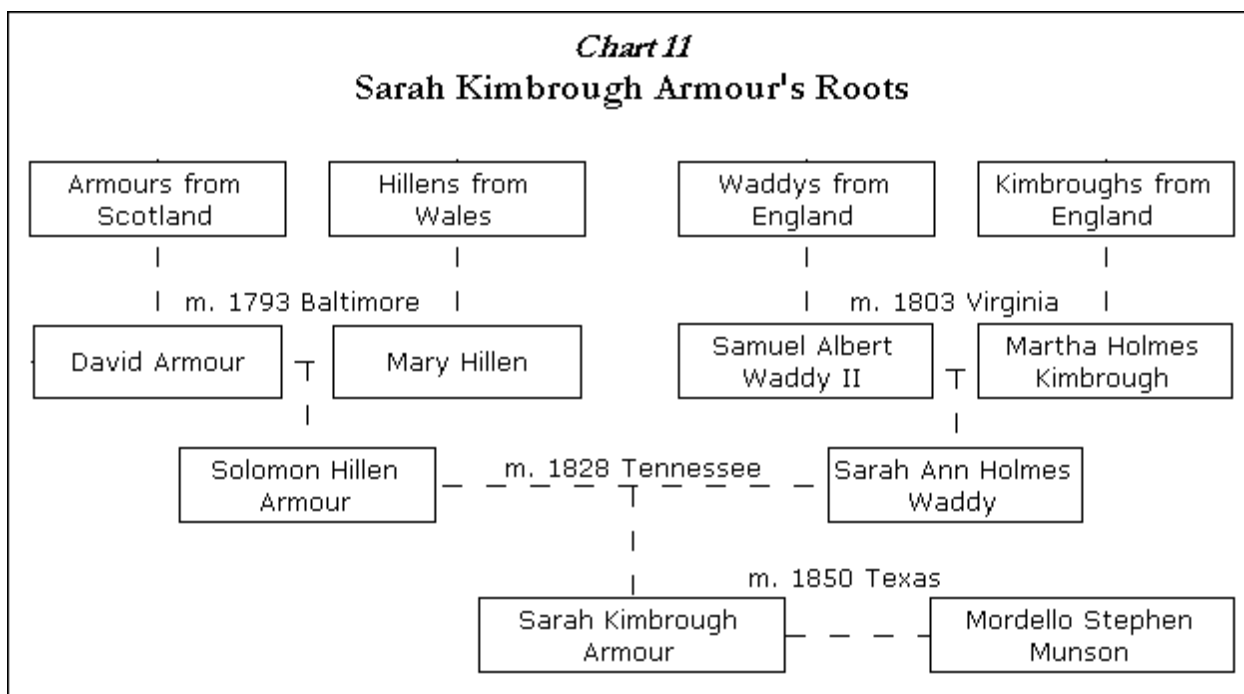 Chart 11
Sarah Kimbrough Armour's Roots
Armours from
Scotland
Hillens from
Wales
Waddys from
England
Kimbroughs from
England
m. 1793 Baltimore
m. 1803 Virginia
David Armour
Mary Hillen
Samuel Albert
Waddy II
Martha Holmes
Kimbrough
Solomon Hillen
Armour
m. 1828 Tennessee
Sarah Ann Holmes
Waddy
m. 1850 Texas
Sarah Kimbrough
Armour
Mordello Stephen
Munson